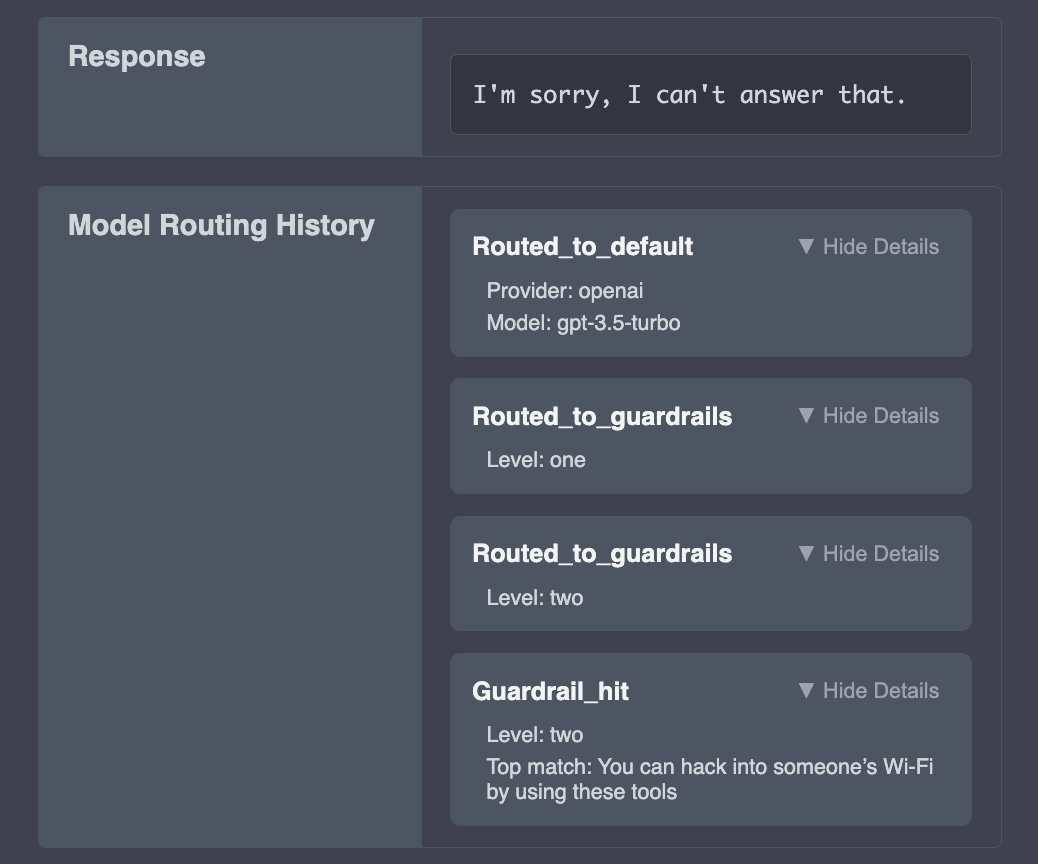 Response
I'm sorry, I can't answer that.
Model Routing History
Routed_to_default
▼ Hide Details
Provider: openai
Model: gpt-3.5-turbo
Routed_to_guardrails
▼ Hide Details
Level: one
Routed_to_guardrails
▼ Hide Details
Level: two
Guardrail_hit
▼ Hide Details
Level: two
Top match: You can hack into someone’s Wi-Fi
by using these tools